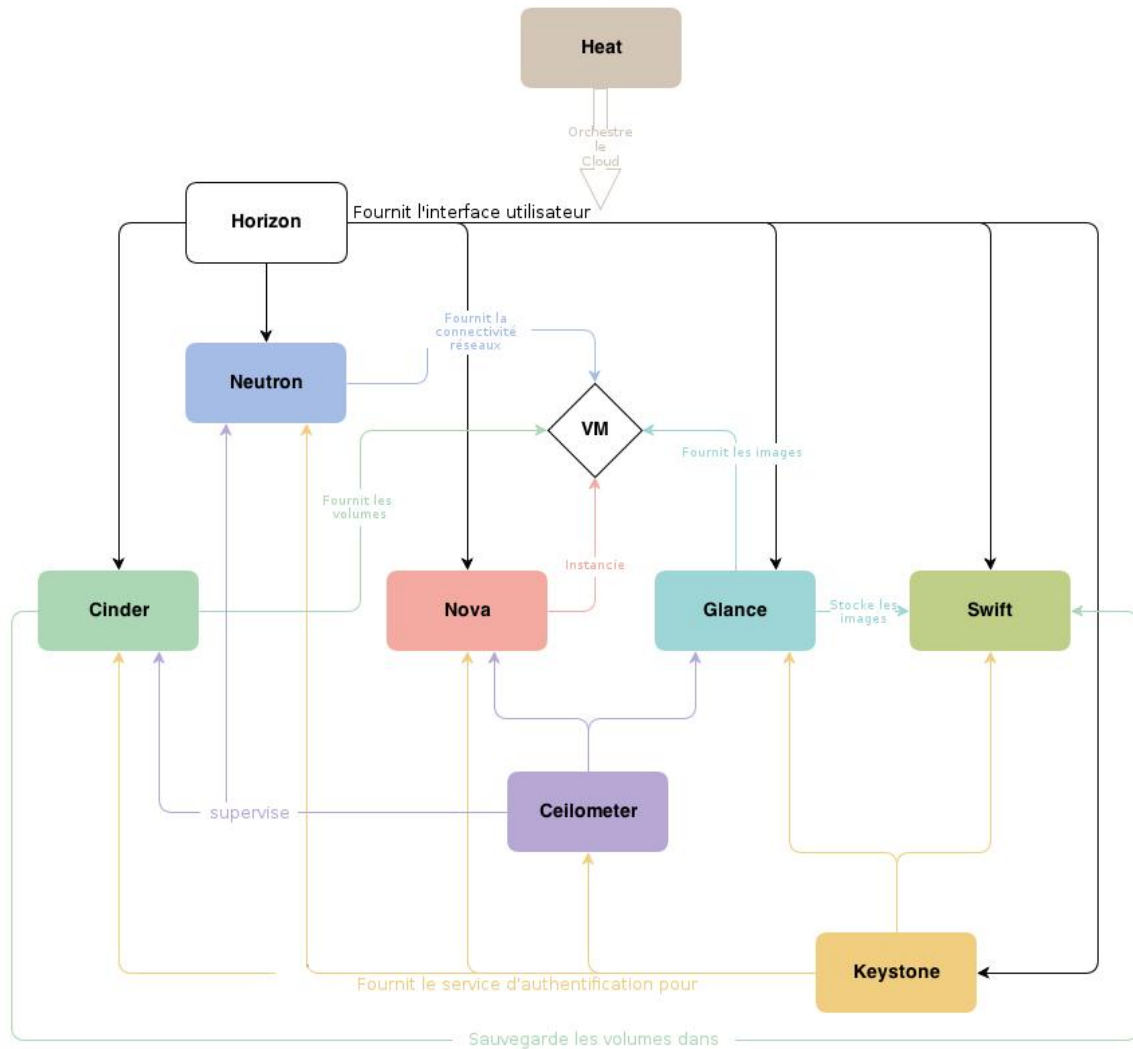 Heat
Orchestre
le
Cloud
Horizon
Fournit l'interface utilisateur
Fournit la
connectivité
réseaux
Neutron
VM
Fournit les images
Fournit les
volumes
Instancie
Cinder
Nova
Glance
Stocke les
images
Swift
supervise
Ceilometer
Keystone
Fournit le service d'authentification pour
Sauvegarde les volumes dans